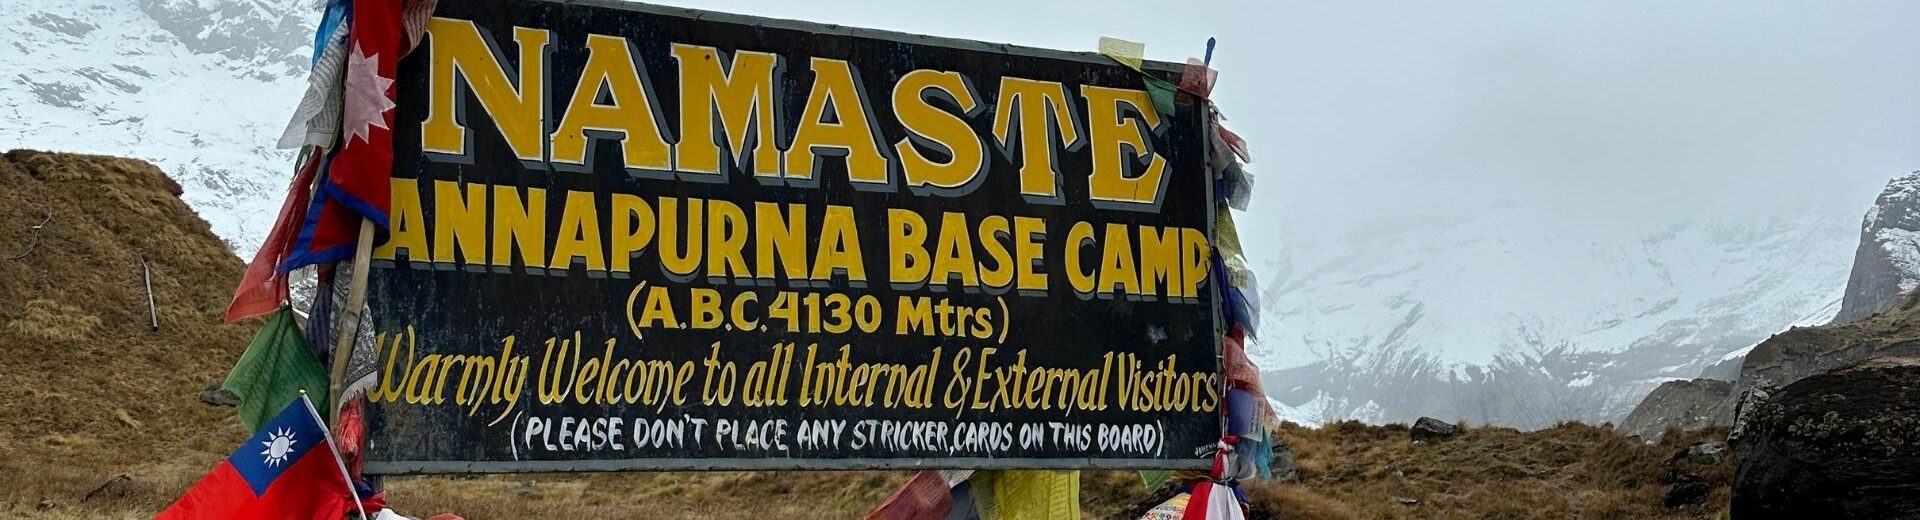 NAMASTE
ANNAPURNA BASE CAMP
(A.B.C.4130 Mtrs)
Warmly Welcome to all Internal & External Visitors
(PLEASE DON'T PLACE ANY STRICKER,CARDS ON THIS BOARD)